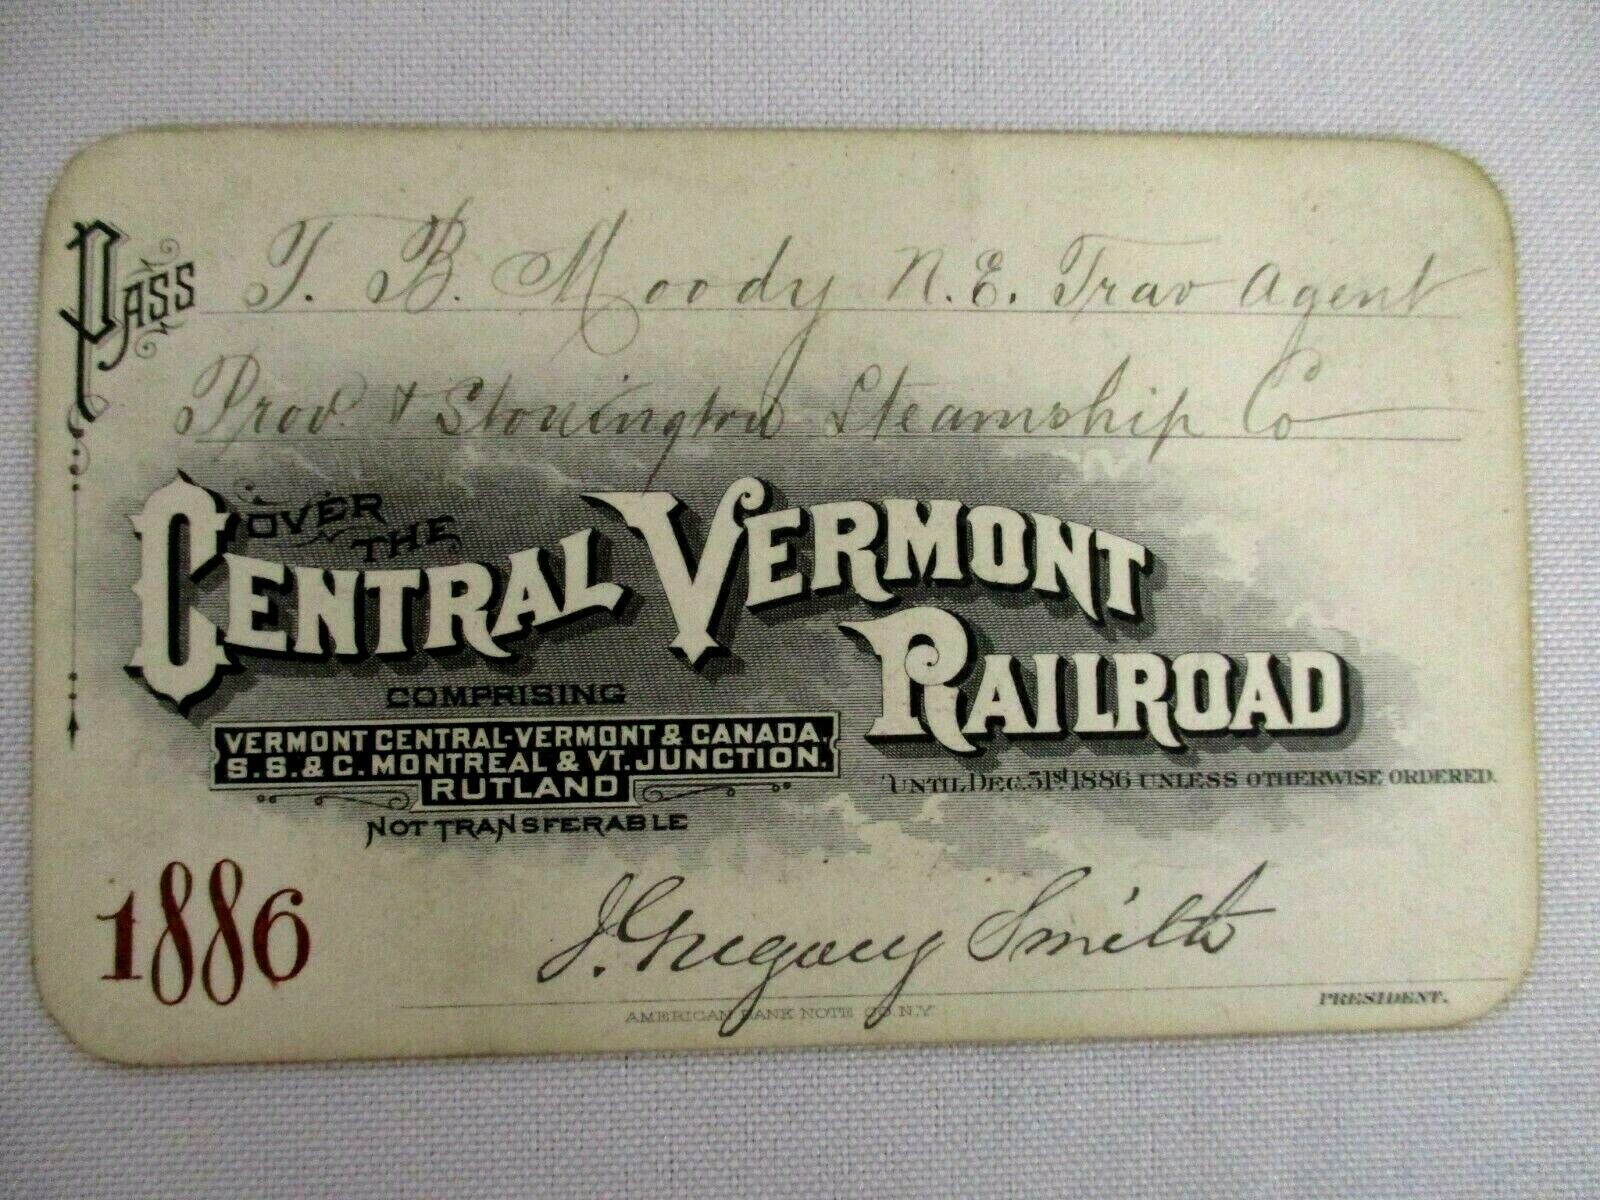 PASS T. B. Moody N. E. Trav Agent
Prov. & Stonington Steamship Co
OVER THE
CENTRAL VERMONT
RAILROAD
COMPRISING
VERMONT CENTRAL-VERMONT & CANADA.
S.S. & C. MONTREAL & VT. JUNCTION.
RUTLAND
UNTIL DEC. 31st 1886 UNLESS OTHERWISE ORDERED.
NOT TRANSFERABLE
1886
J. Gregory Smith
PRESIDENT.
AMERICAN BANK NOTE CO. N.Y.